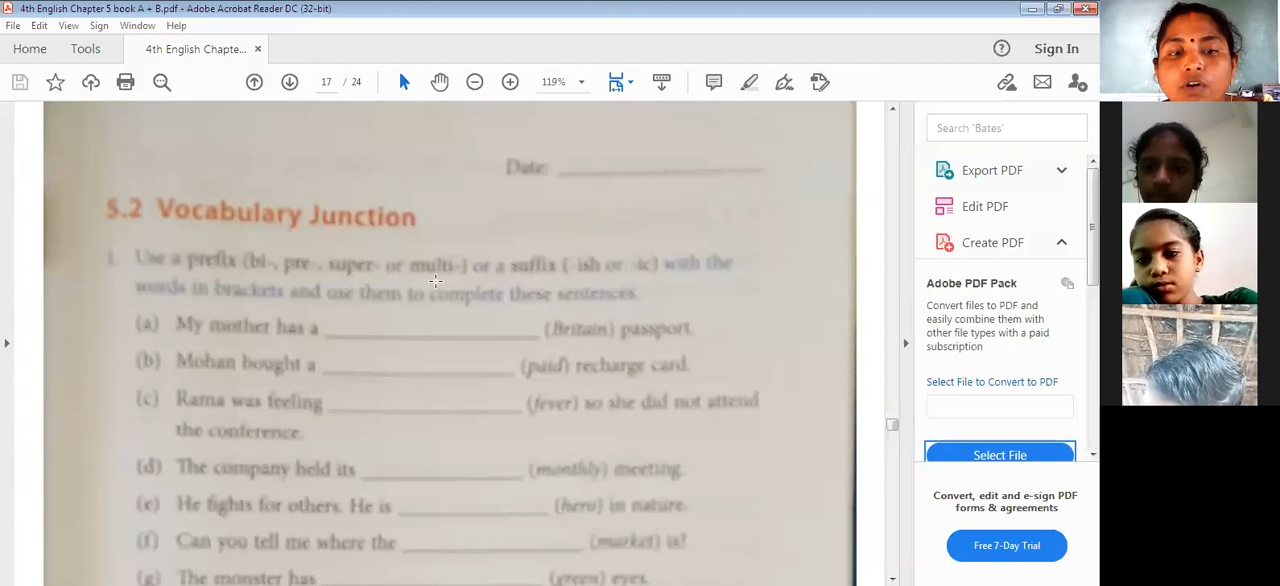 4th English Chapter 5 book A + B.pdf - Adobe Acrobat Reader DC (32-bit)
File Edit View Sign Window Help
Home Tools 4th English Chapte... × Sign In
17 / 24 119%
Search 'Bates'
Export PDF
Edit PDF
Create PDF
Adobe PDF Pack
Convert files to PDF and
easily combine them with
other file types with a paid
subscription
Select File to Convert to PDF
Select File
Convert, edit and e-sign PDF
forms & agreements
Free 7-Day Trial
Date:
5.2 Vocabulary Junction
1. Use a prefix (bi-, pre-, super- or multi-) or a suffix (-ish or -ic) with the
words in brackets and use them to complete these sentences.
(a) My mother has a (Britain) passport.
(b) Mohan bought a (paid) recharge card.
(c) Rama was feeling (fever) so she did not attend
the conference.
(d) The company held its (monthly) meeting.
(e) He fights for others. He is (hero) in nature.
(f) Can you tell me where the (market) is?
(g) The monster has (green) eyes.